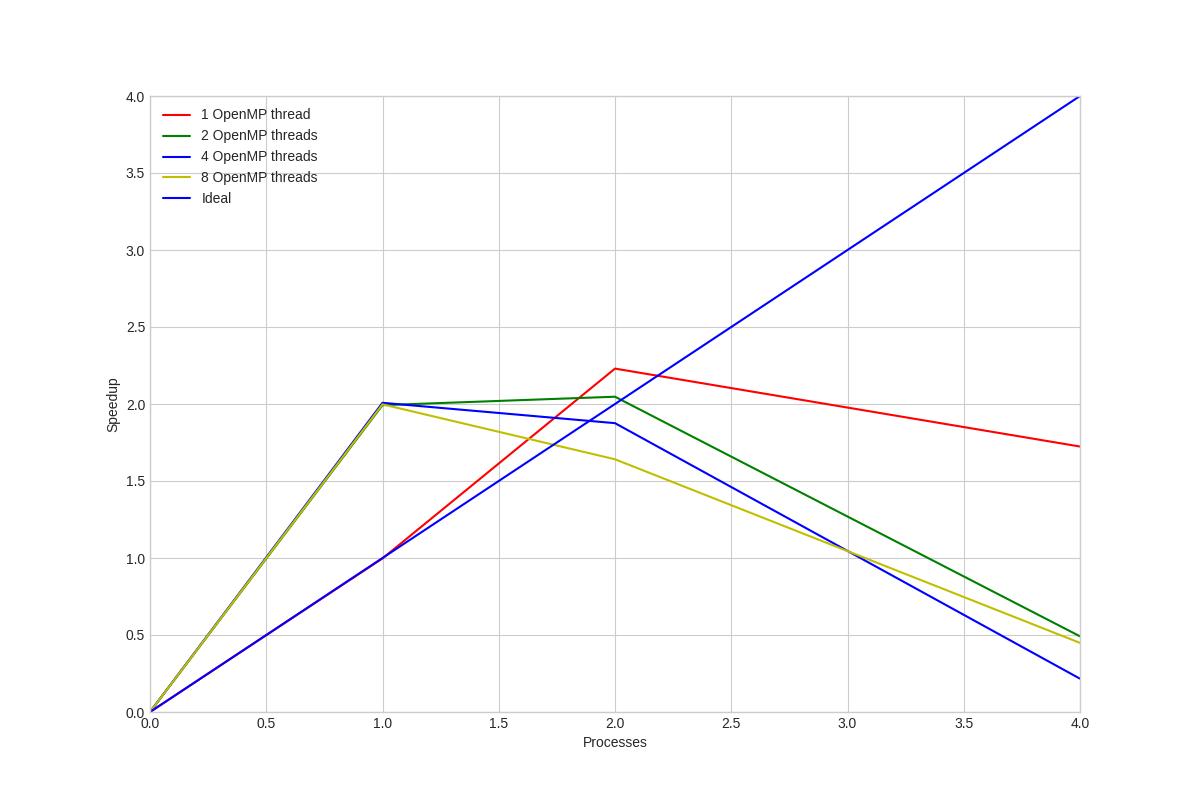 4.0
3.5
3.0
2.5
2.0
1.5
1.0
0.5
0.0
Speedup
1 OpenMP thread
2 OpenMP threads
4 OpenMP threads
8 OpenMP threads
Ideal
0.0 0.5 1.0 1.5 2.0 2.5 3.0 3.5 4.0
Processes